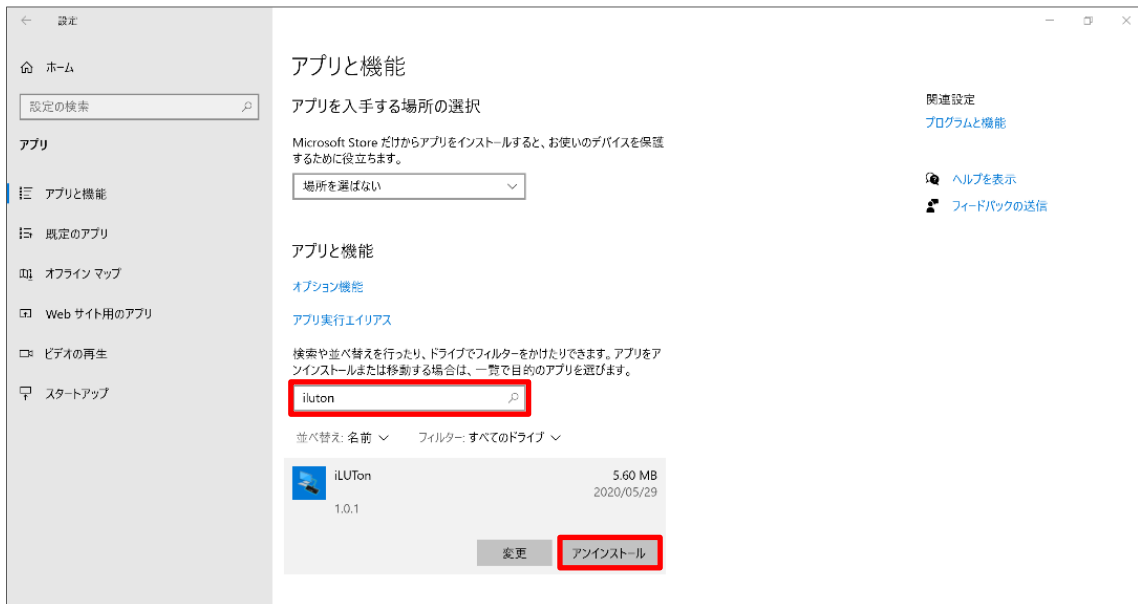 設定
ホーム
設定の検索
アプリ
アプリと機能
既定のアプリ
オフライン マップ
Web サイト用のアプリ
ビデオの再生
スタートアップ
アプリと機能
アプリを入手する場所の選択
Microsoft Store だけからアプリをインストールすると、お使いのデバイスを保護
するために役立ちます。
場所を選ばない
アプリと機能
オプション機能
アプリ実行エイリアス
検索や並べ替えを行ったり、ドライブでフィルターをかけたりできます。アプリをア
ンインストールまたは移動する場合は、一覧で目的のアプリを選びます。
iluton
並べ替え: 名前 フィルター: すべてのドライブ
iLUTon 5.60 MB
2020/05/29
1.0.1
変更 アンインストール
関連設定
プログラムと機能
ヘルプを表示
フィードバックの送信